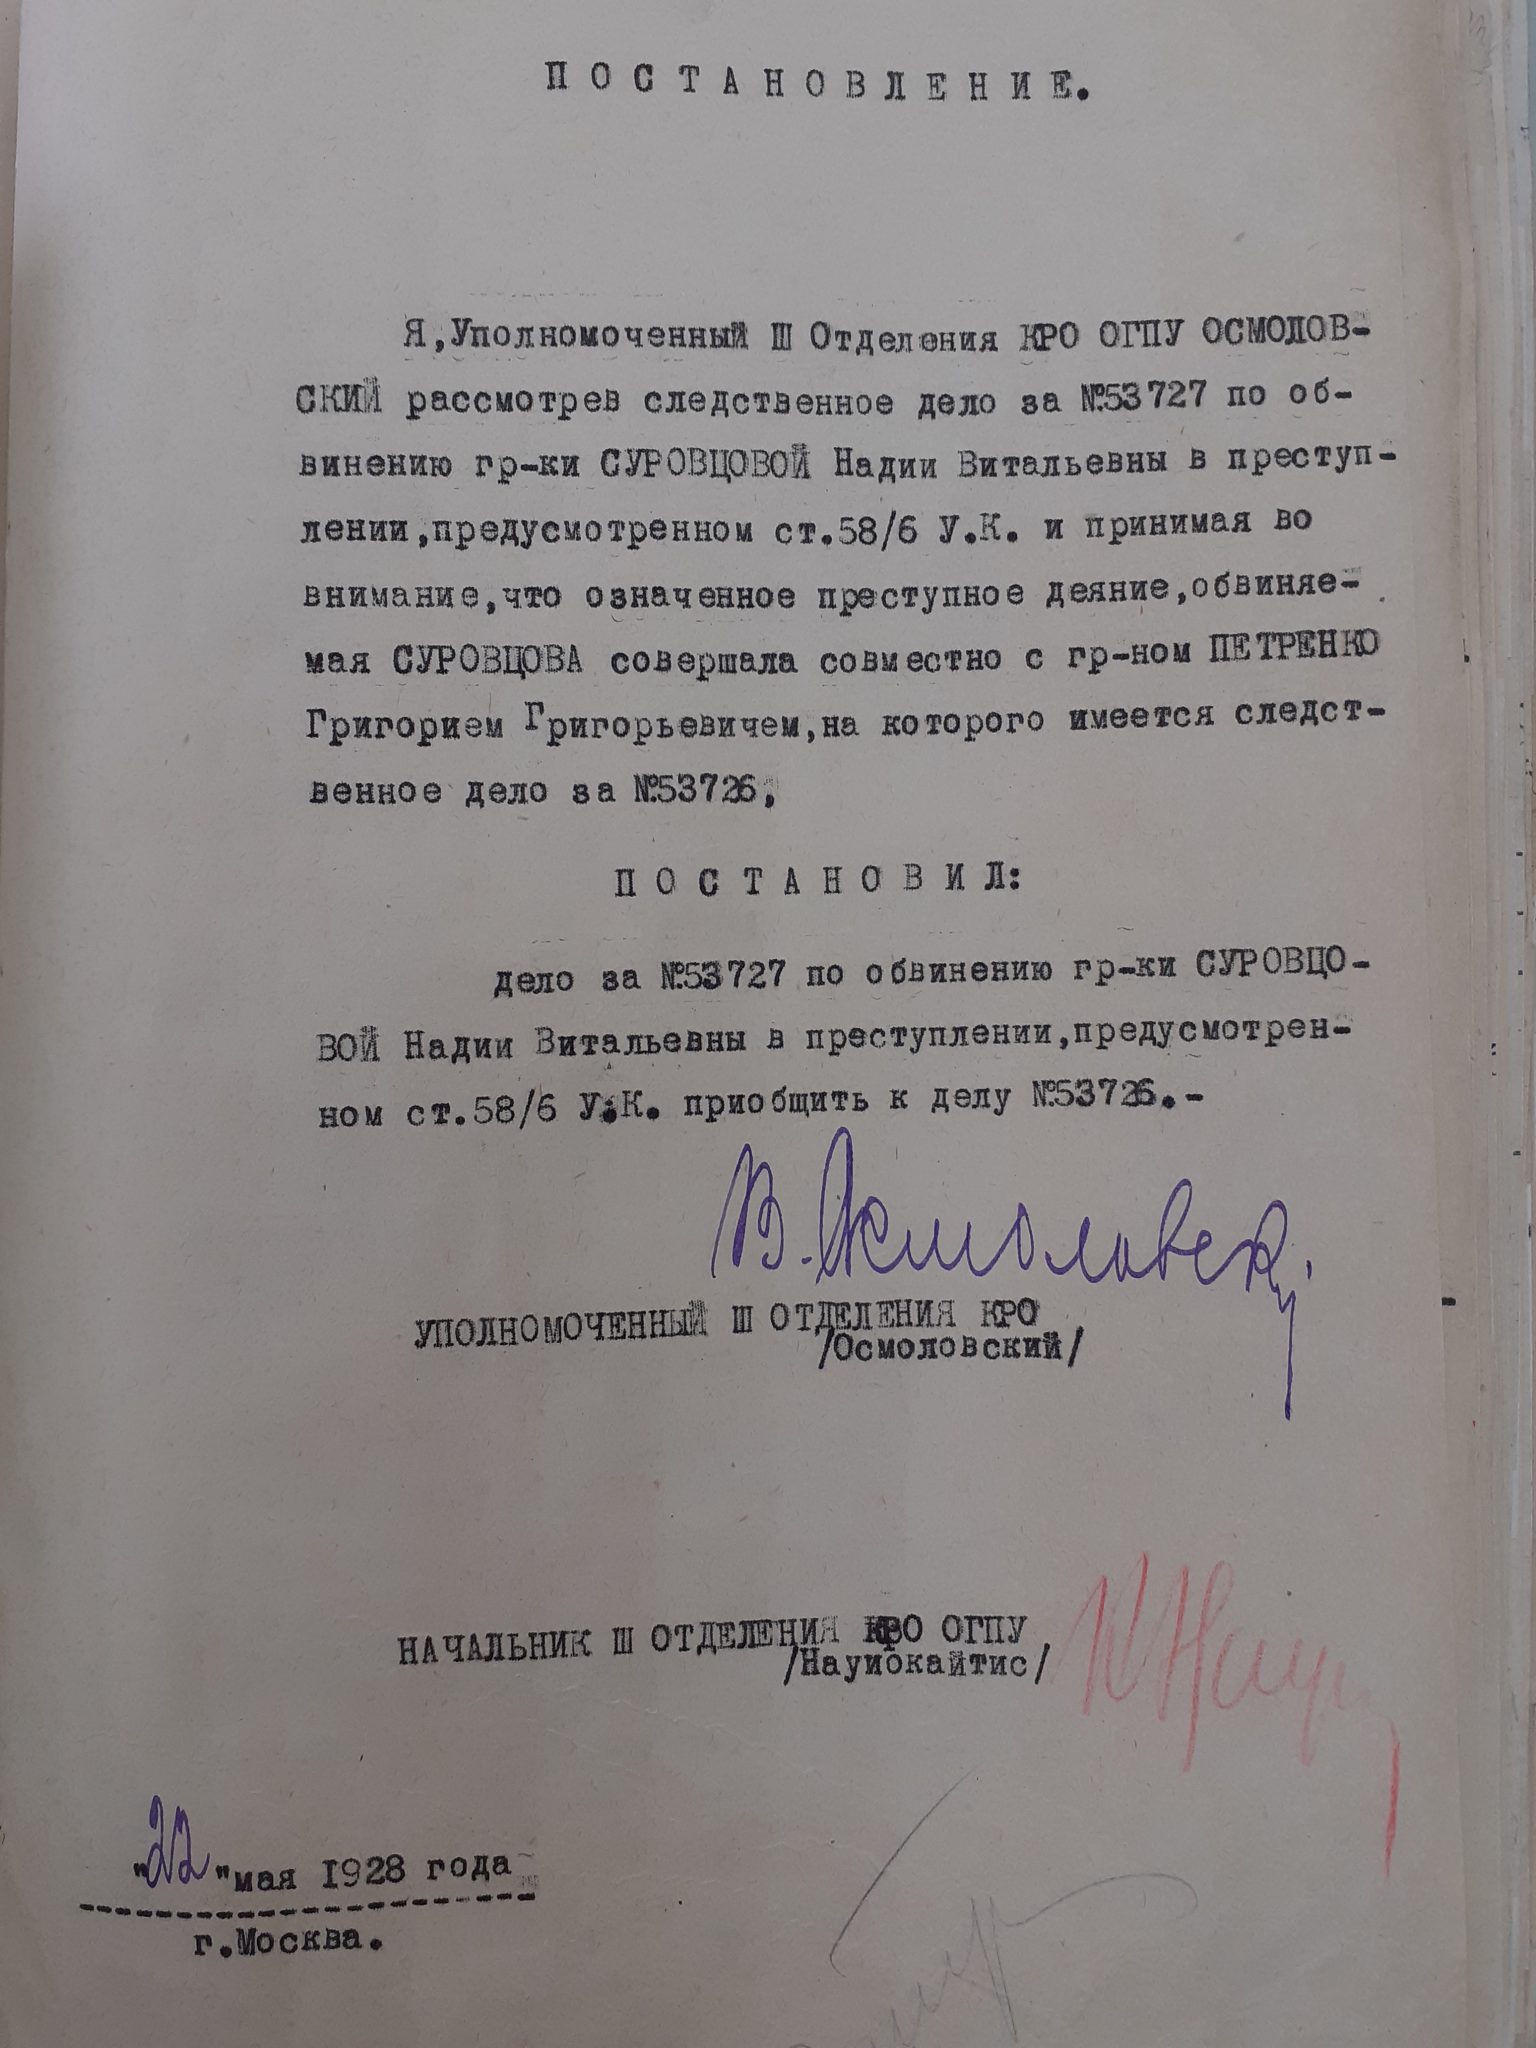 П О С Т А Н О В Л Е Н И Е.
Я,Уполномоченный Ш Отделения КРО ОГПУ ОСМОЛОВ-
СКИЙ рассмотрев следственное дело за №53727 по об-
винению гр-ки СУРОВЦОВОЙ Надии Витальевны в преступ-
лении,предусмотренном ст.58/6 У.К. и принимая во
внимание,что означенное преступное деяние,обвиняе-
мая СУРОВЦОВА совершала совместно с гр-ном ПЕТРЕНКО
Григорием Григорьевичем,на которого имеется следст-
венное дело за №53726,
П О С Т А Н О В И Л:
дело за №53727 по обвинению гр-ки СУРОВЦО-
ВОЙ Надии Витальевны в преступлении,предусмотрен-
ном ст.58/6 У.К. приобщить к делу №53726.-
В. Осмоловск
УПОЛНОМОЧЕННЫЙ Ш ОТДЕЛЕНИЯ КРО
/Осмоловский/
НАЧАЛЬНИК Ш ОТДЕЛЕНИЯ КРО ОГПУ
/Науиокайтис/
"22"мая 1928 года
г.Москва.